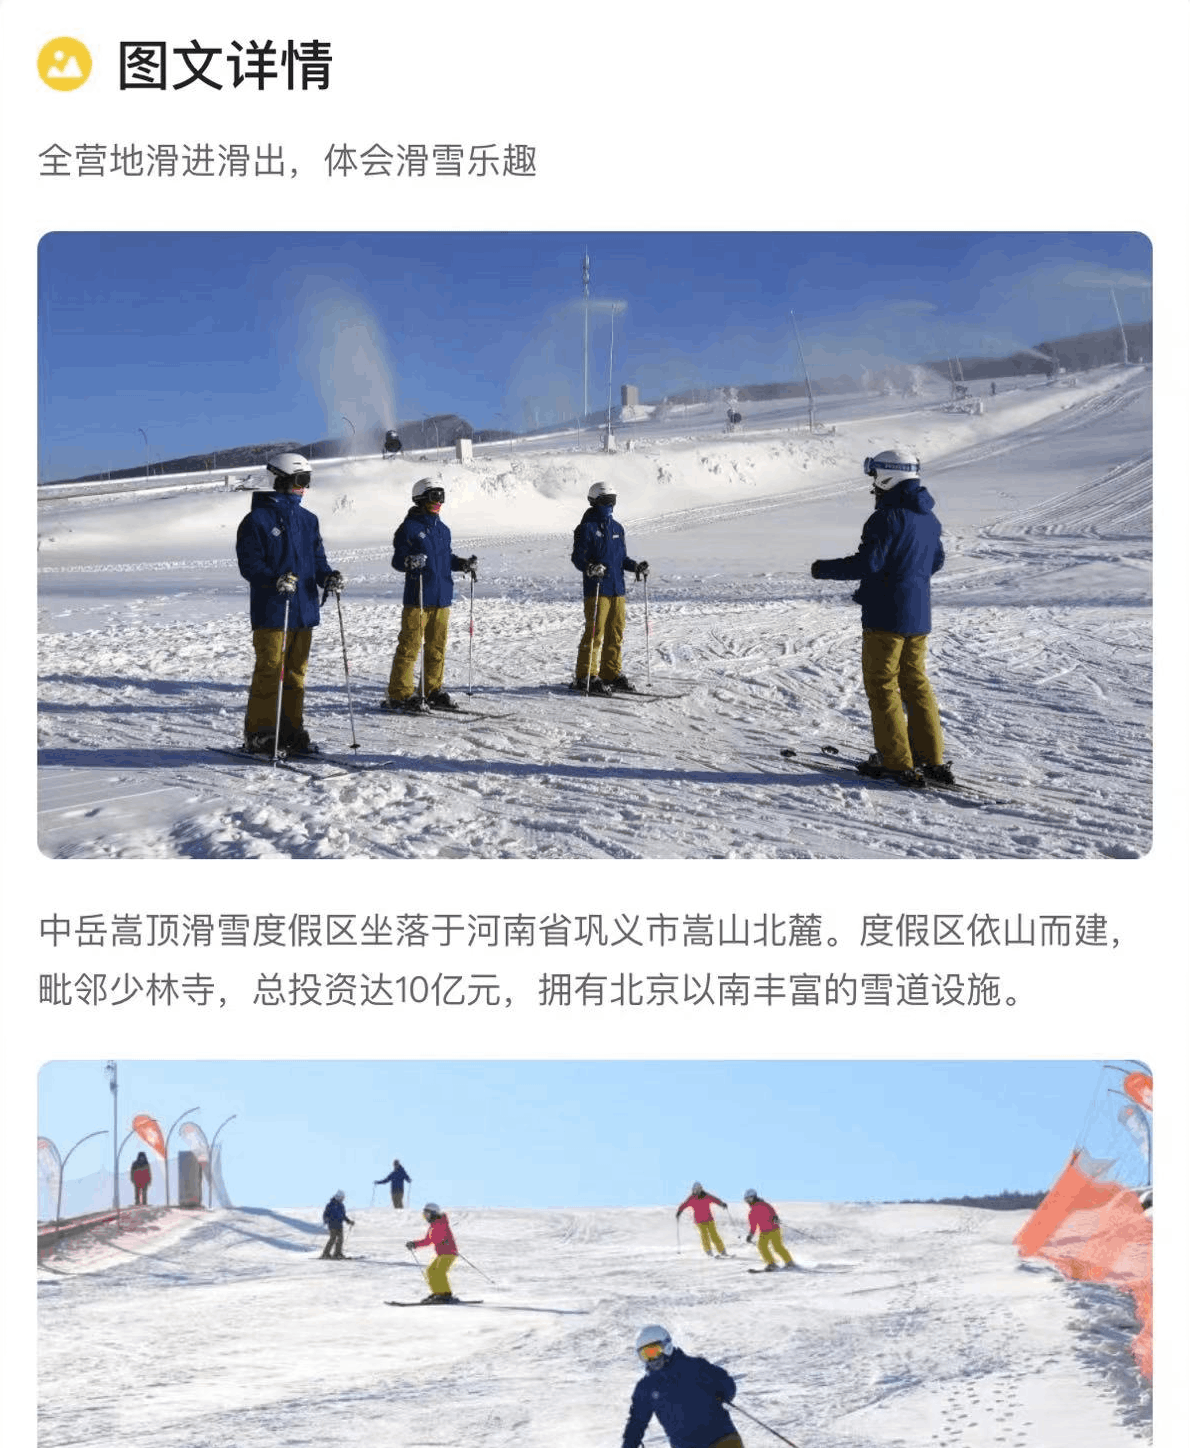 图文详情
全营地滑进滑出，体会滑雪乐趣
中岳嵩顶滑雪度假区坐落于河南省巩义市嵩山北麓。度假区依山而建，
毗邻少林寺，总投资达10亿元，拥有北京以南丰富的雪道设施。